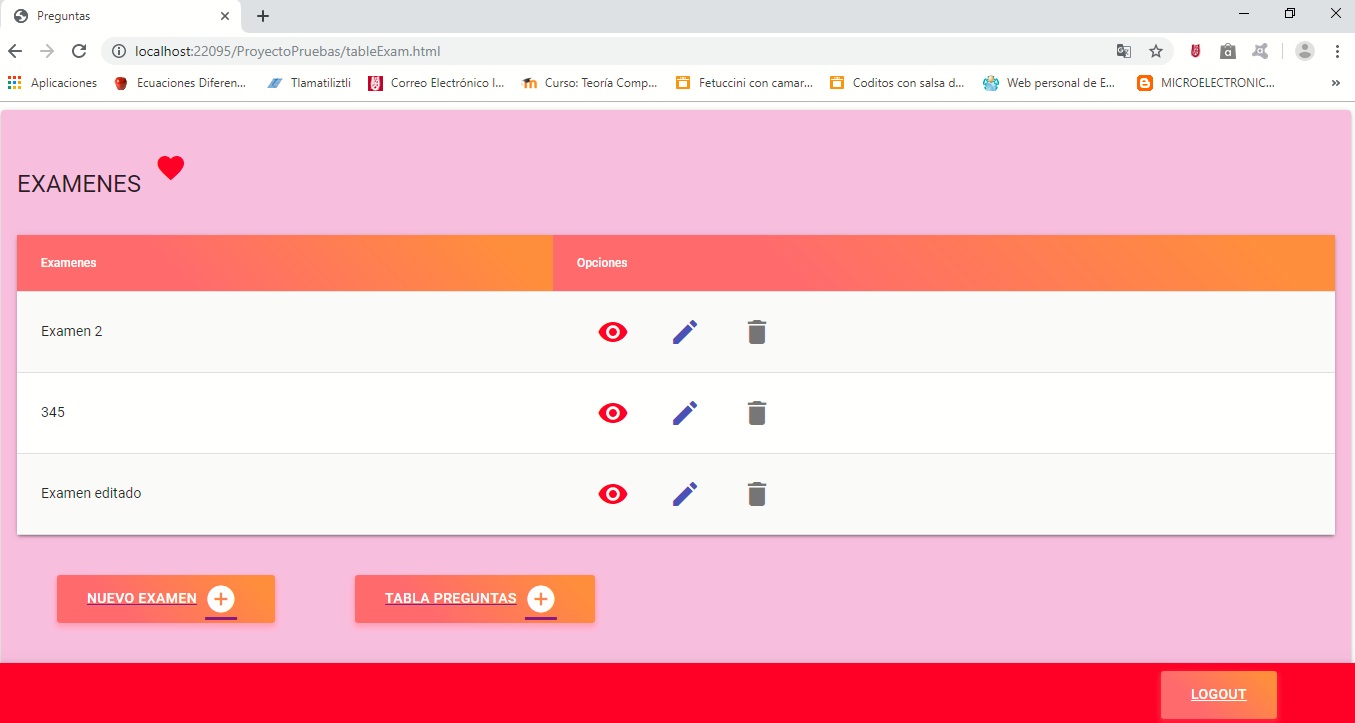 Preguntas
localhost:22095/ProyectoPruebas/tableExam.html
Aplicaciones Ecuaciones Diferen... Tlamatiliztli Correo Electrónico I... Curso: Teoría Comp... Fetuccini con camar... Coditos con salsa d... Web personal de E... MICROELECTRONIC... »
EXAMENES
Examenes Opciones
Examen 2
345
Examen editado
NUEVO EXAMEN TABLA PREGUNTAS
LOGOUT